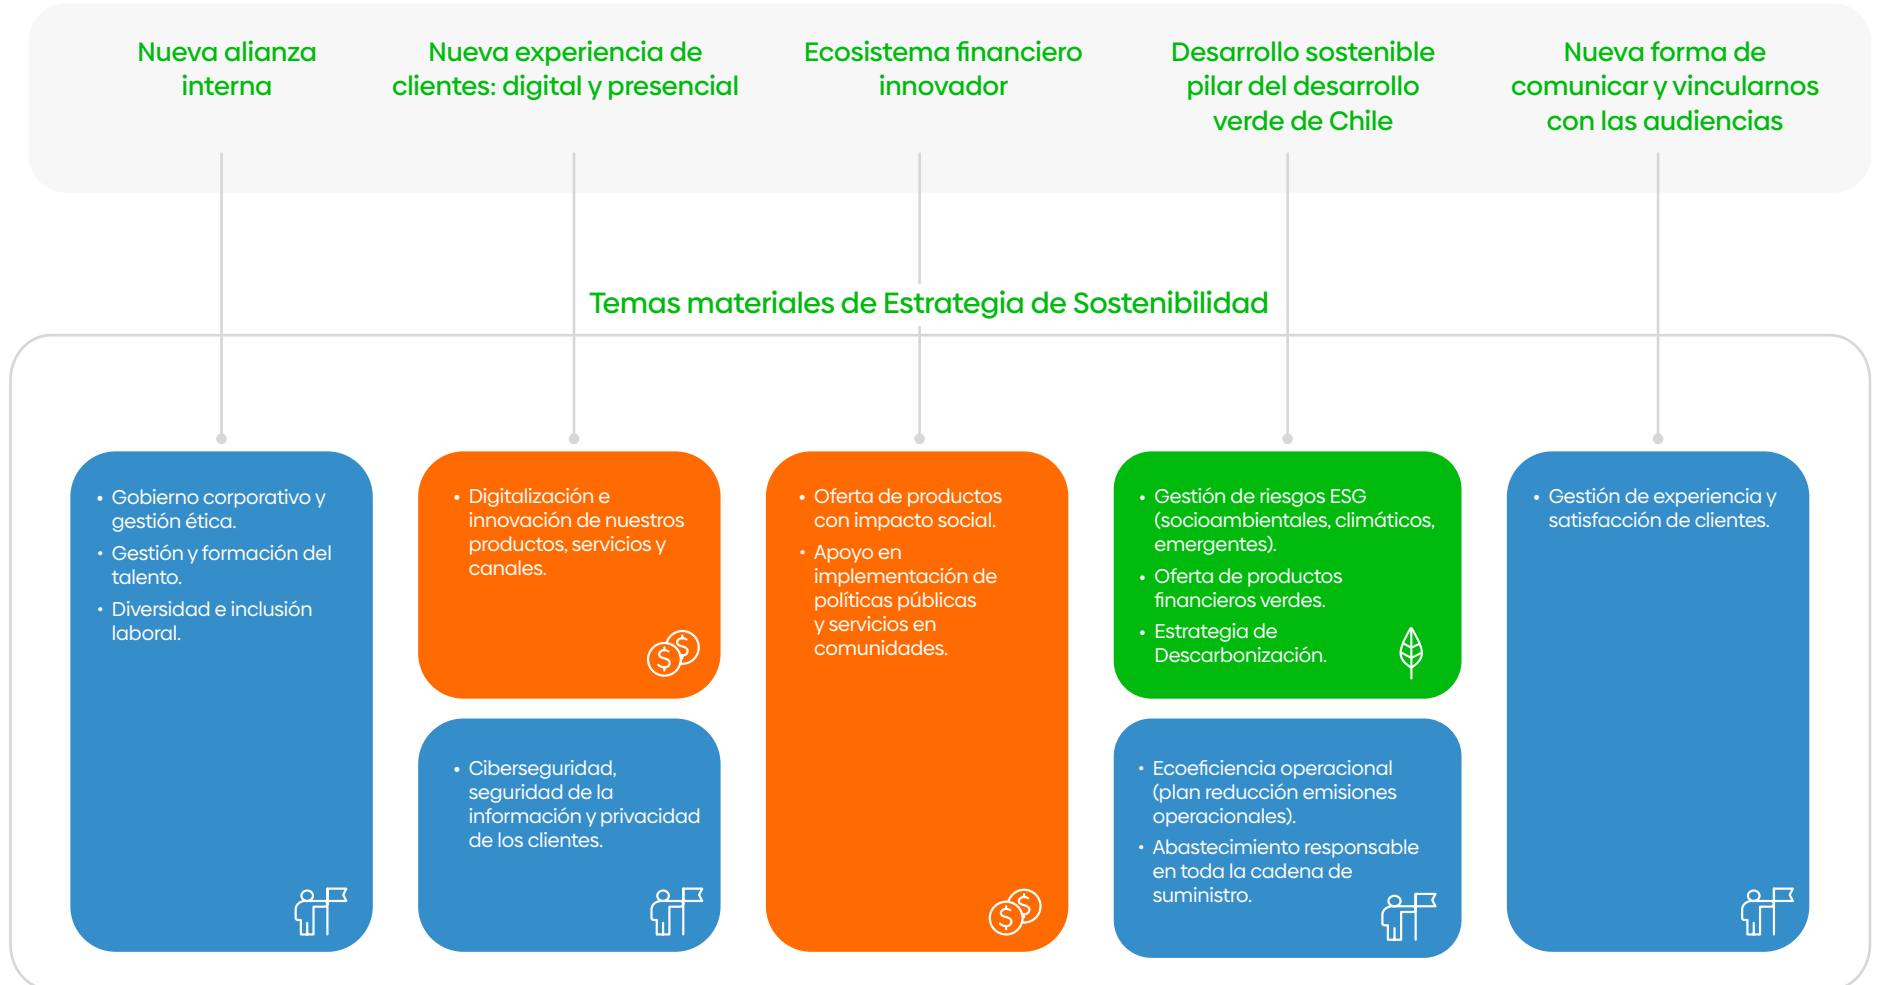 Nueva alianza
interna
Nueva experiencia de
clientes: digital y presencial
Ecosistema financiero
innovador
Desarrollo sostenible
pilar del desarrollo
verde de Chile
Nueva forma de
comunicar y vincularnos
con las audiencias
Temas materiales de Estrategia de Sostenibilidad
• Gobierno corporativo y
gestión ética.
• Gestión y formación del
talento.
• Diversidad e inclusión
laboral.
• Digitalización e
innovación de nuestros
productos, servicios y
canales.
$ $
• Ciberseguridad,
seguridad de la
información y privacidad
de los clientes.
• Oferta de productos
con impacto social.
• Apoyo en
implementación de
políticas públicas
y servicios en
comunidades.
$ $
• Gestión de riesgos ESG
(socioambientales, climáticos,
emergentes).
• Oferta de productos
financieros verdes.
• Estrategia de
Descarbonización.
• Ecoeficiencia operacional
(plan reducción emisiones
operacionales).
• Abastecimiento responsable
en toda la cadena de
suministro.
• Gestión de experiencia y
satisfacción de clientes.